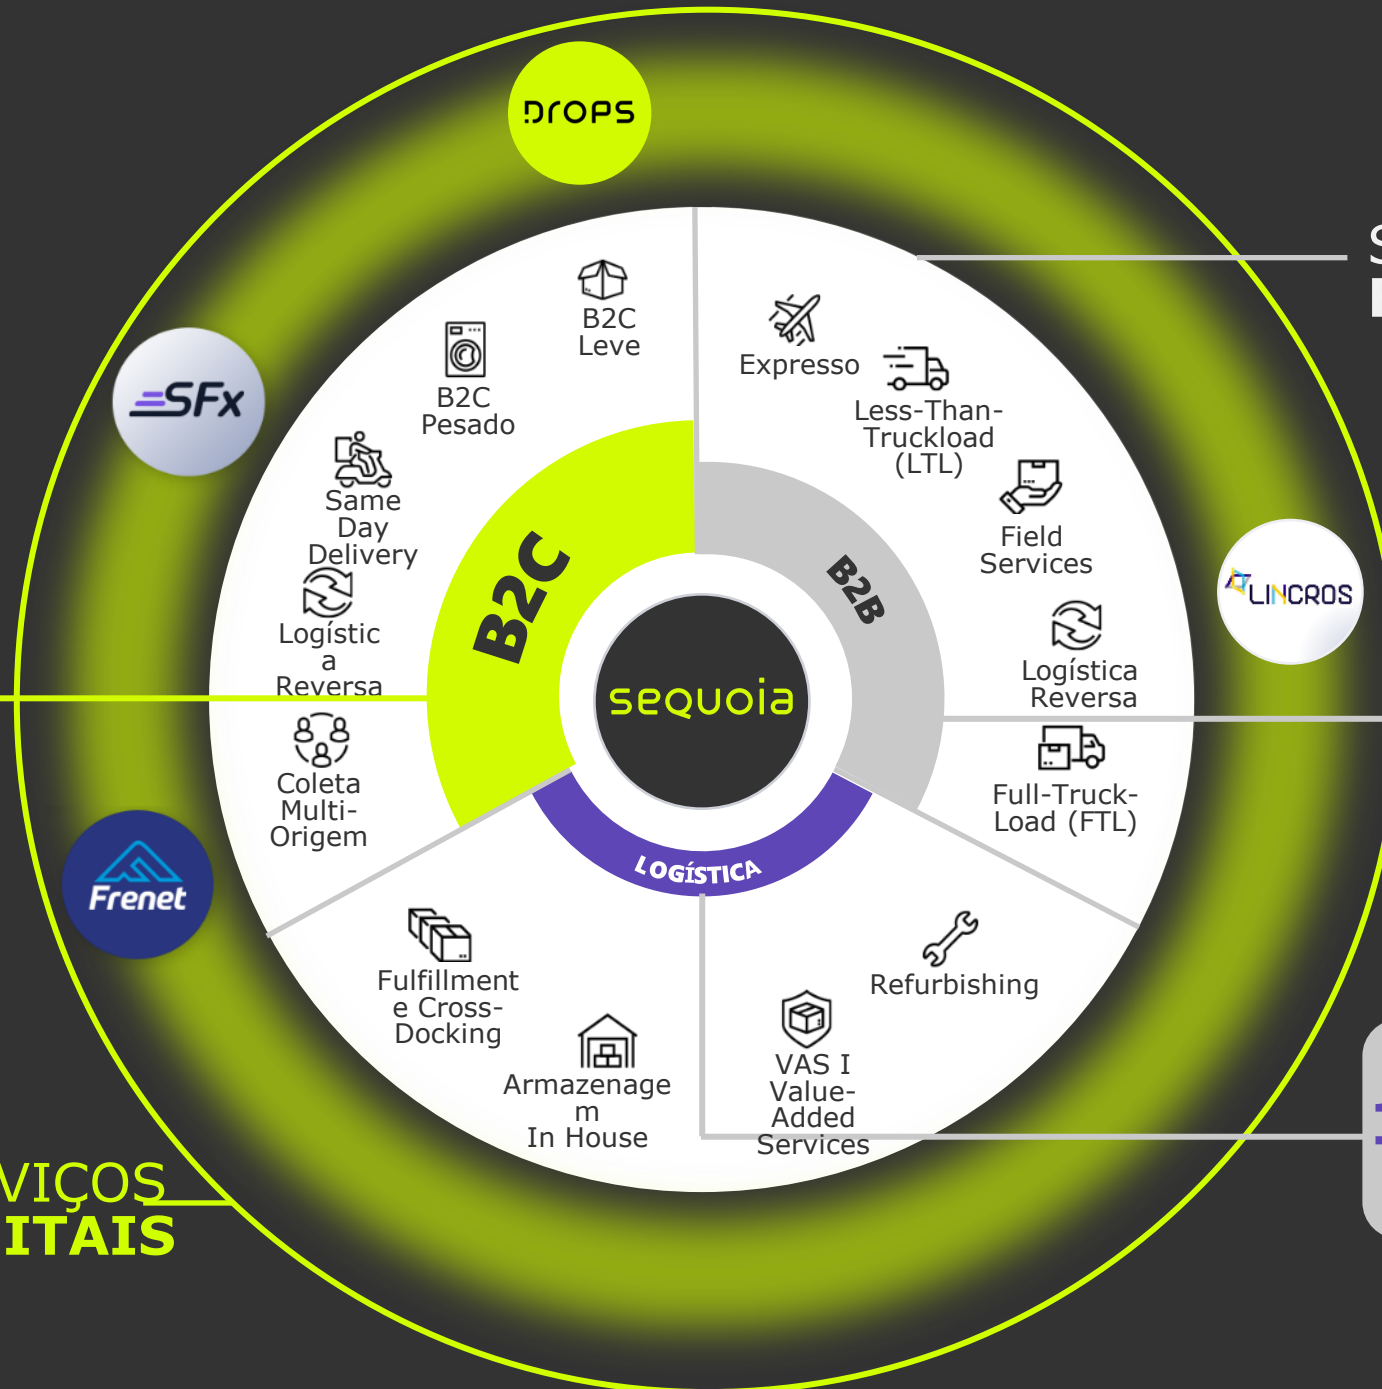 DROPS
B2C
Leve
Expresso
B2C
Pesado
Less-Than-
Truckload
(LTL)
SFx
Same
Day
Delivery
Field
Services
B2C
B2B
LINCROS
Logístic
a
Reversa
Logística
Reversa
sequoia
Coleta
Multi-
Origem
Full-Truck-
Load (FTL)
LOGÍSTICA
Frenet
Fulfillment
e Cross-
Docking
Refurbishing
Armazenage
m
In House
VAS I
Value-
Added
Services
VIÇOS
ITAIS